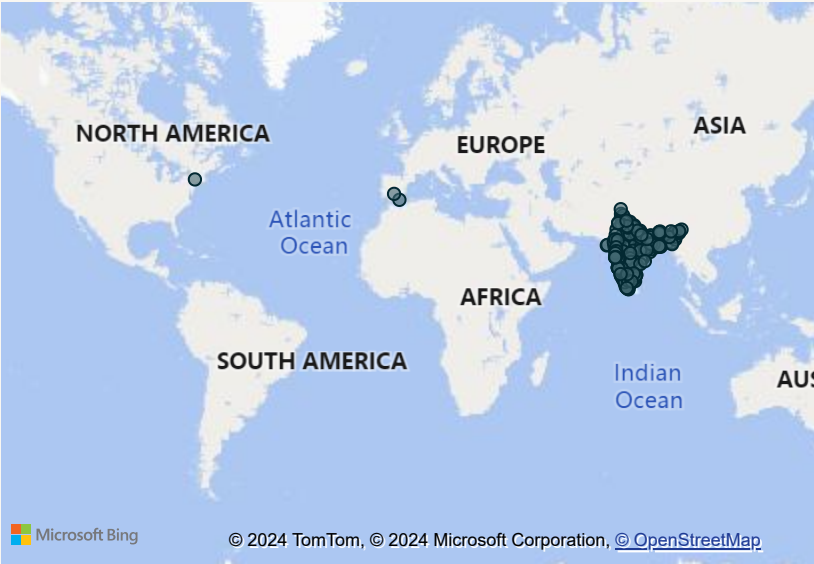 NORTH AMERICA
EUROPE
ASIA
Atlantic
Ocean
AFRICA
SOUTH AMERICA
Indian
Ocean
AUS
Microsoft Bing
© 2024 TomTom, © 2024 Microsoft Corporation, © OpenStreetMap